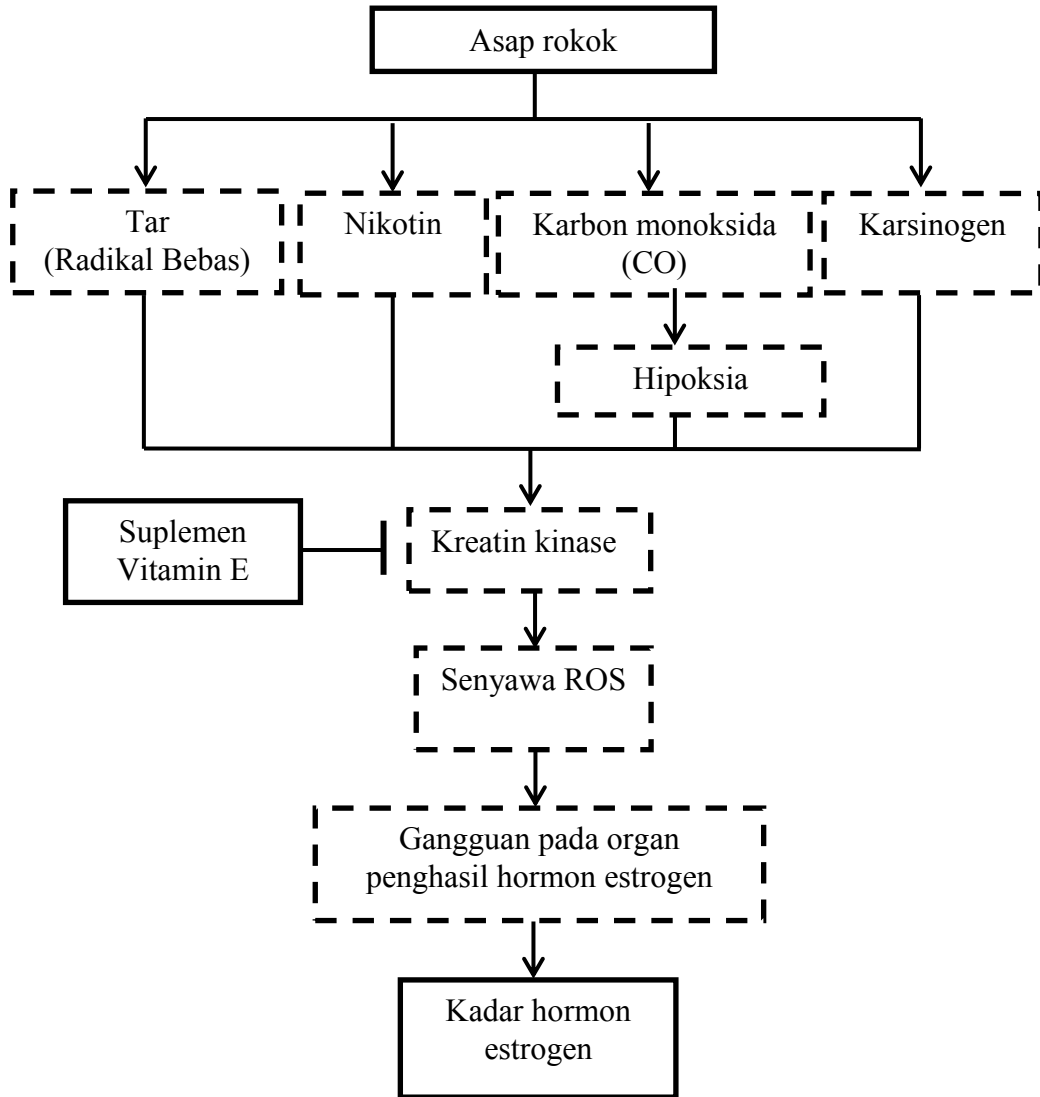 Asap rokok
Tar
(Radikal Bebas)
Nikotin
Karbon monoksida
(CO)
Karsinogen
Hipoksia
Suplemen
Vitamin E
Kreatin kinase
Senyawa ROS
Gangguan pada organ
penghasil hormon estrogen
Kadar hormon
estrogen